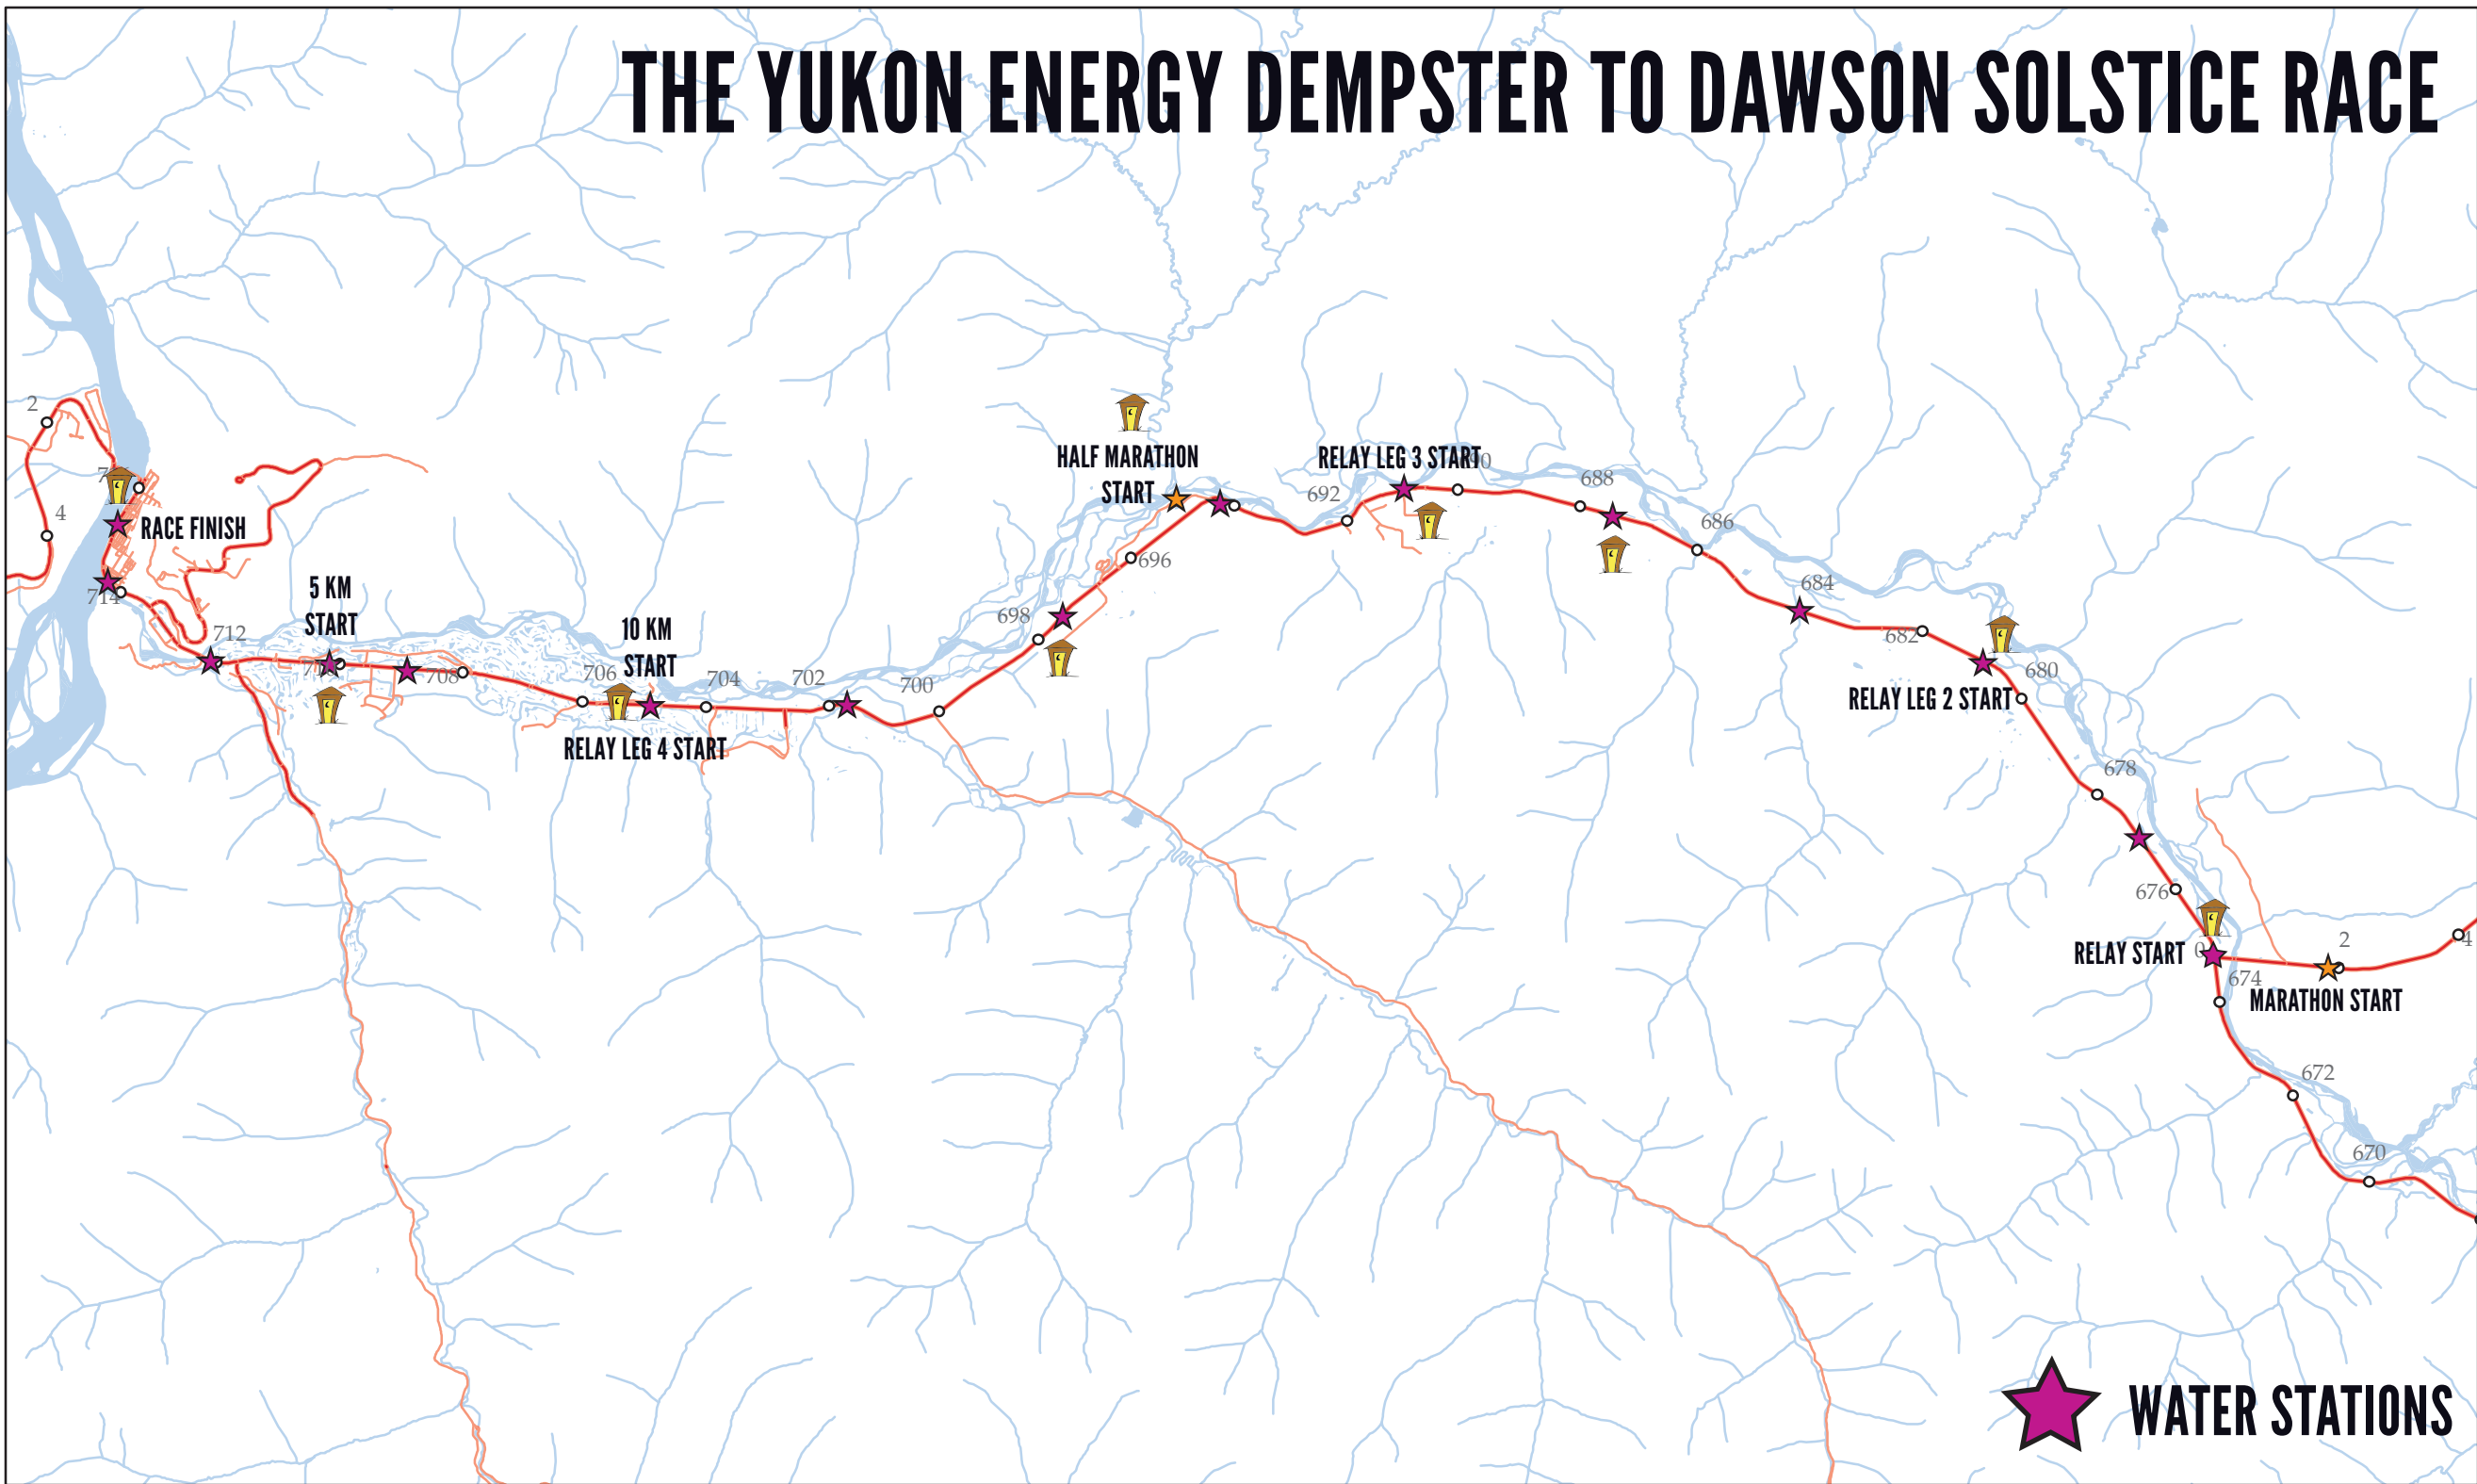 THE YUKON ENERGY DEMPSTER TO DAWSON SOLSTICE RACE
2
4
RACE FINISH
714
712
5 KM
START
708
10 KM
START
706
704
702
700
RELAY LEG 4 START
698
696
HALF MARATHON
START
692
RELAY LEG 3 START
688
686
684
682
680
RELAY LEG 2 START
678
676
RELAY START
0
674
2
4
MARATHON START
672
670
WATER STATIONS